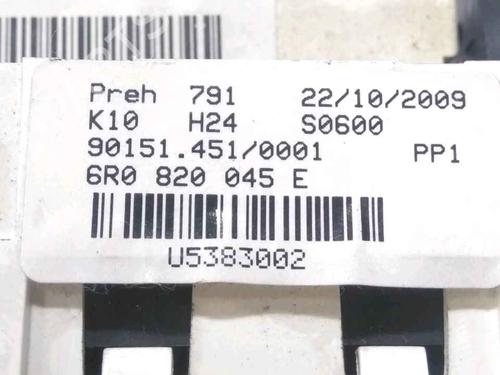 Preh 791 22/10/2009
K10 H24 S0600
90151.451/0001 PP1
6R0 820 045 E
U5383002